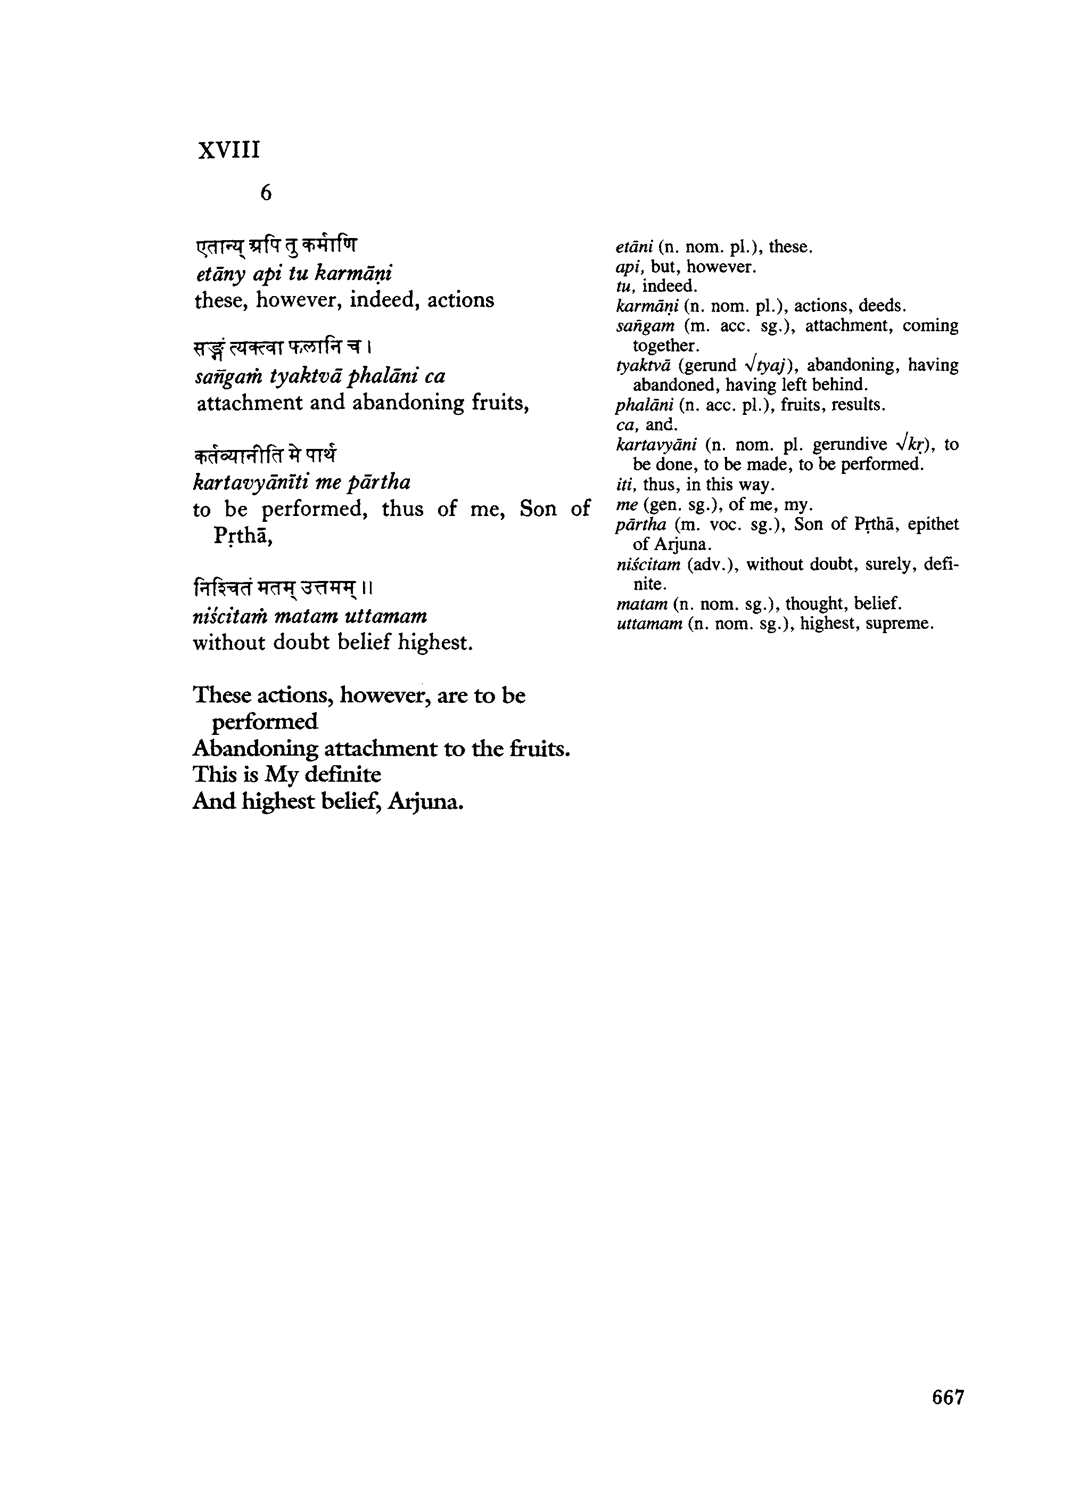 XVIII
6
एतान्य् अपि तु कर्माणि
etāny api tu karmāṇi
these, however, indeed, actions
सङ्गं त्यक्त्वा फलानि च ।
sañgaṁ tyaktvā phalāni ca
attachment and abandoning fruits,
कर्तव्यानीति मे पार्थ
kartavyānīti me pārtha
to be performed, thus of me, Son of
Pṛthā,
निश्चितं मतम् उत्तमम् ॥
niścitaṁ matam uttamam
without doubt belief highest.
These actions, however, are to be
performed
Abandoning attachment to the fruits.
This is My definite
And highest belief, Arjuna.
etāni (n. nom. pl.), these.
api, but, however.
tu, indeed.
karmāṇi (n. nom. pl.), actions, deeds.
sañgam (m. acc. sg.), attachment, coming
together.
tyaktvā (gerund √tyaj), abandoning, having
abandoned, having left behind.
phalāni (n. acc. pl.), fruits, results.
ca, and.
kartavyāni (n. nom. pl. gerundive √kṛ), to
be done, to be made, to be performed.
iti, thus, in this way.
me (gen. sg.), of me, my.
pārtha (m. voc. sg.), Son of Pṛthā, epithet
of Arjuna.
niścitam (adv.), without doubt, surely, defi-
nite.
matam (n. nom. sg.), thought, belief.
uttamam (n. nom. sg.), highest, supreme.
667